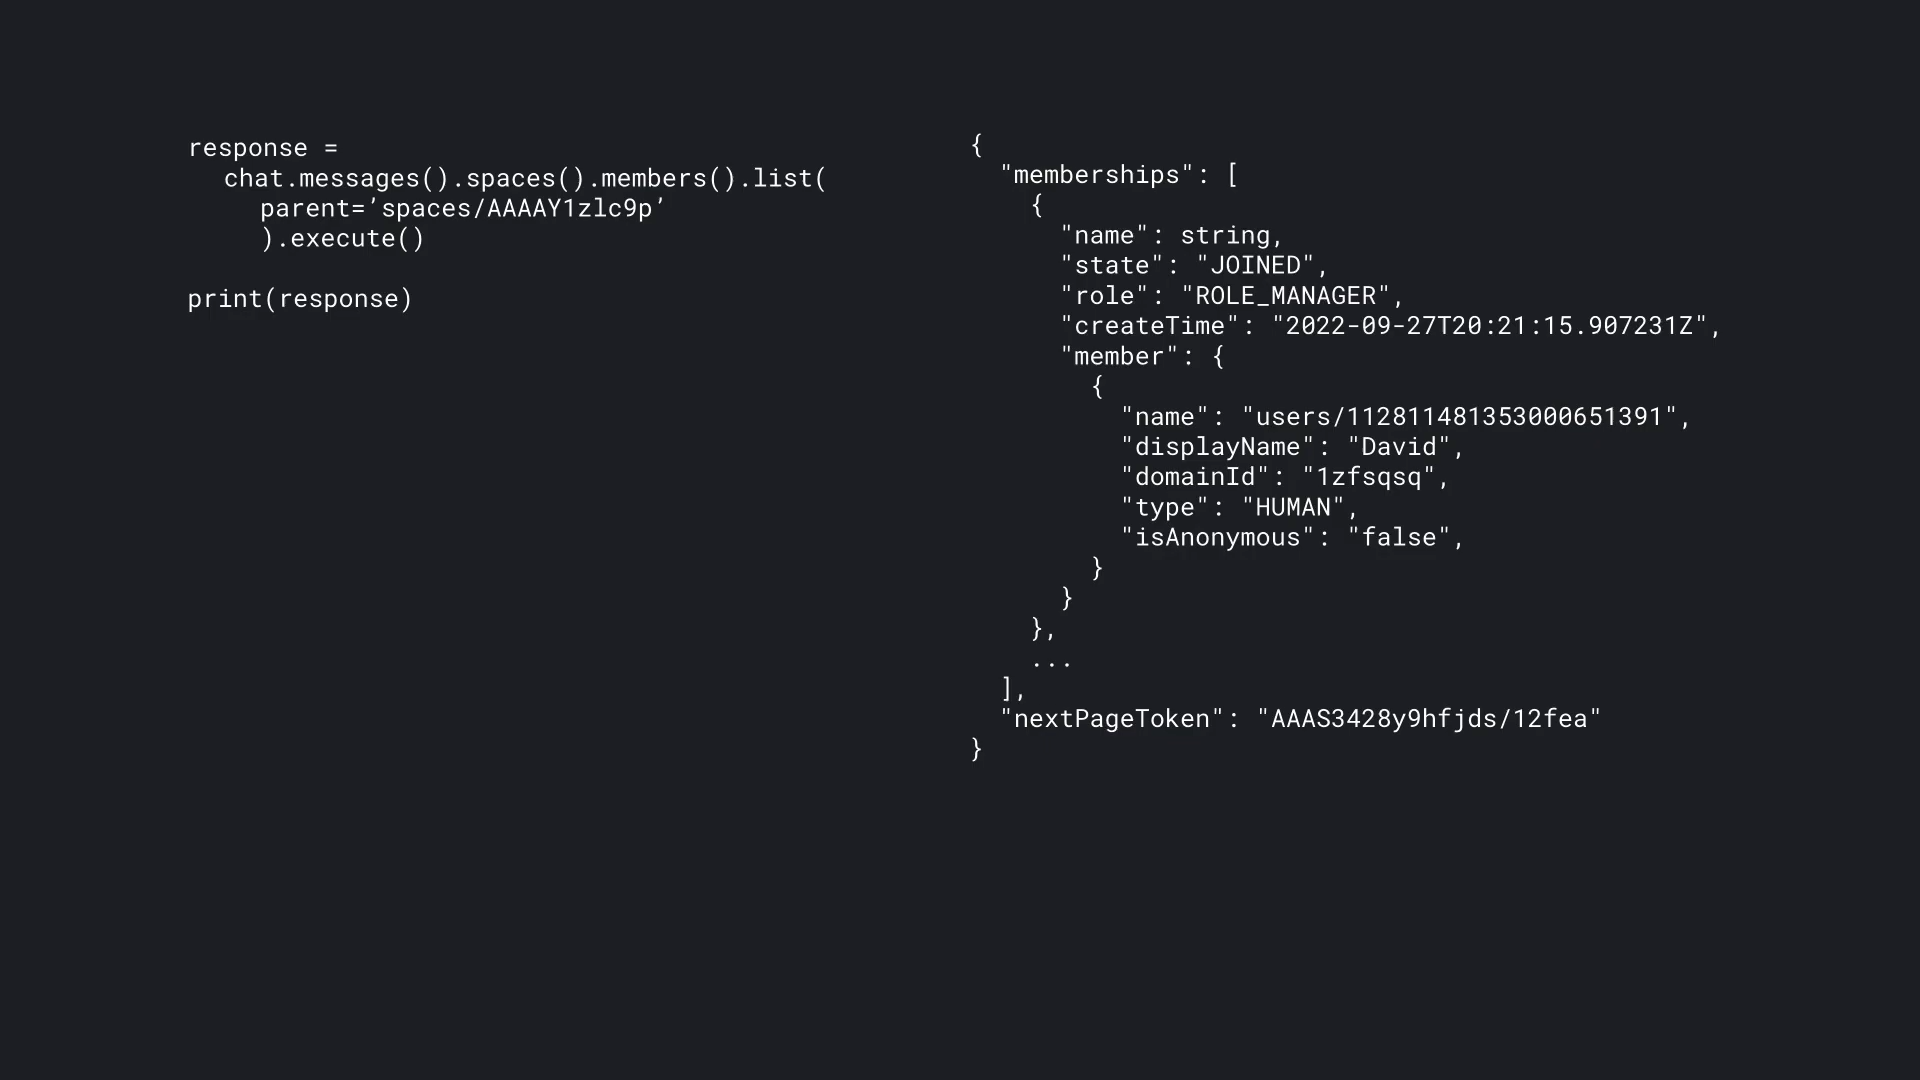 response =
chat.messages().spaces().members().list(
parent=’spaces/AAAAY1zlc9p’
).execute()
print(response)
{
"memberships": [
{
"name": string,
"state": "JOINED",
"role": "ROLE_MANAGER",
"createTime": "2022-09-27T20:21:15.907231Z",
"member": {
{
"name": "users/112811481353000651391",
"displayName": "David",
"domainId": "1zfsqsq",
"type": "HUMAN",
"isAnonymous": "false",
}
}
},
...
],
"nextPageToken": "AAAS3428y9hfjds/12fea"
}